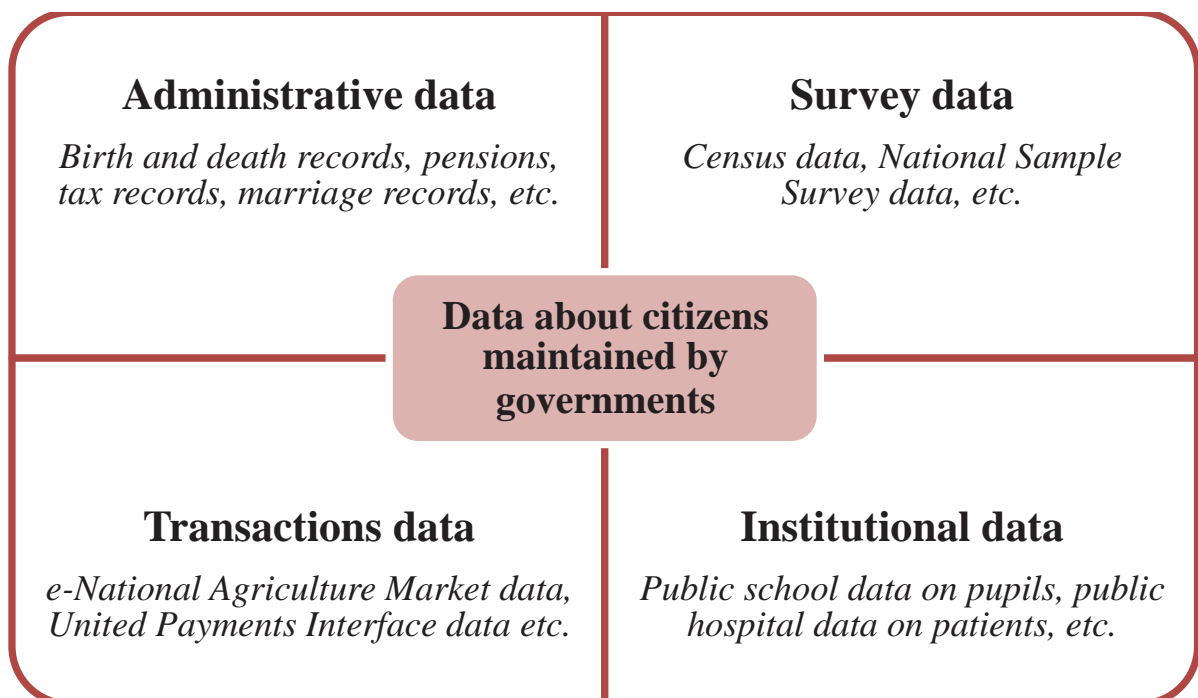 Administrative data
Birth and death records, pensions,
tax records, marriage records, etc.
Survey data
Census data, National Sample
Survey data, etc.
Data about citizens
maintained by
governments
Transactions data
e-National Agriculture Market data,
United Payments Interface data etc.
Institutional data
Public school data on pupils, public
hospital data on patients, etc.